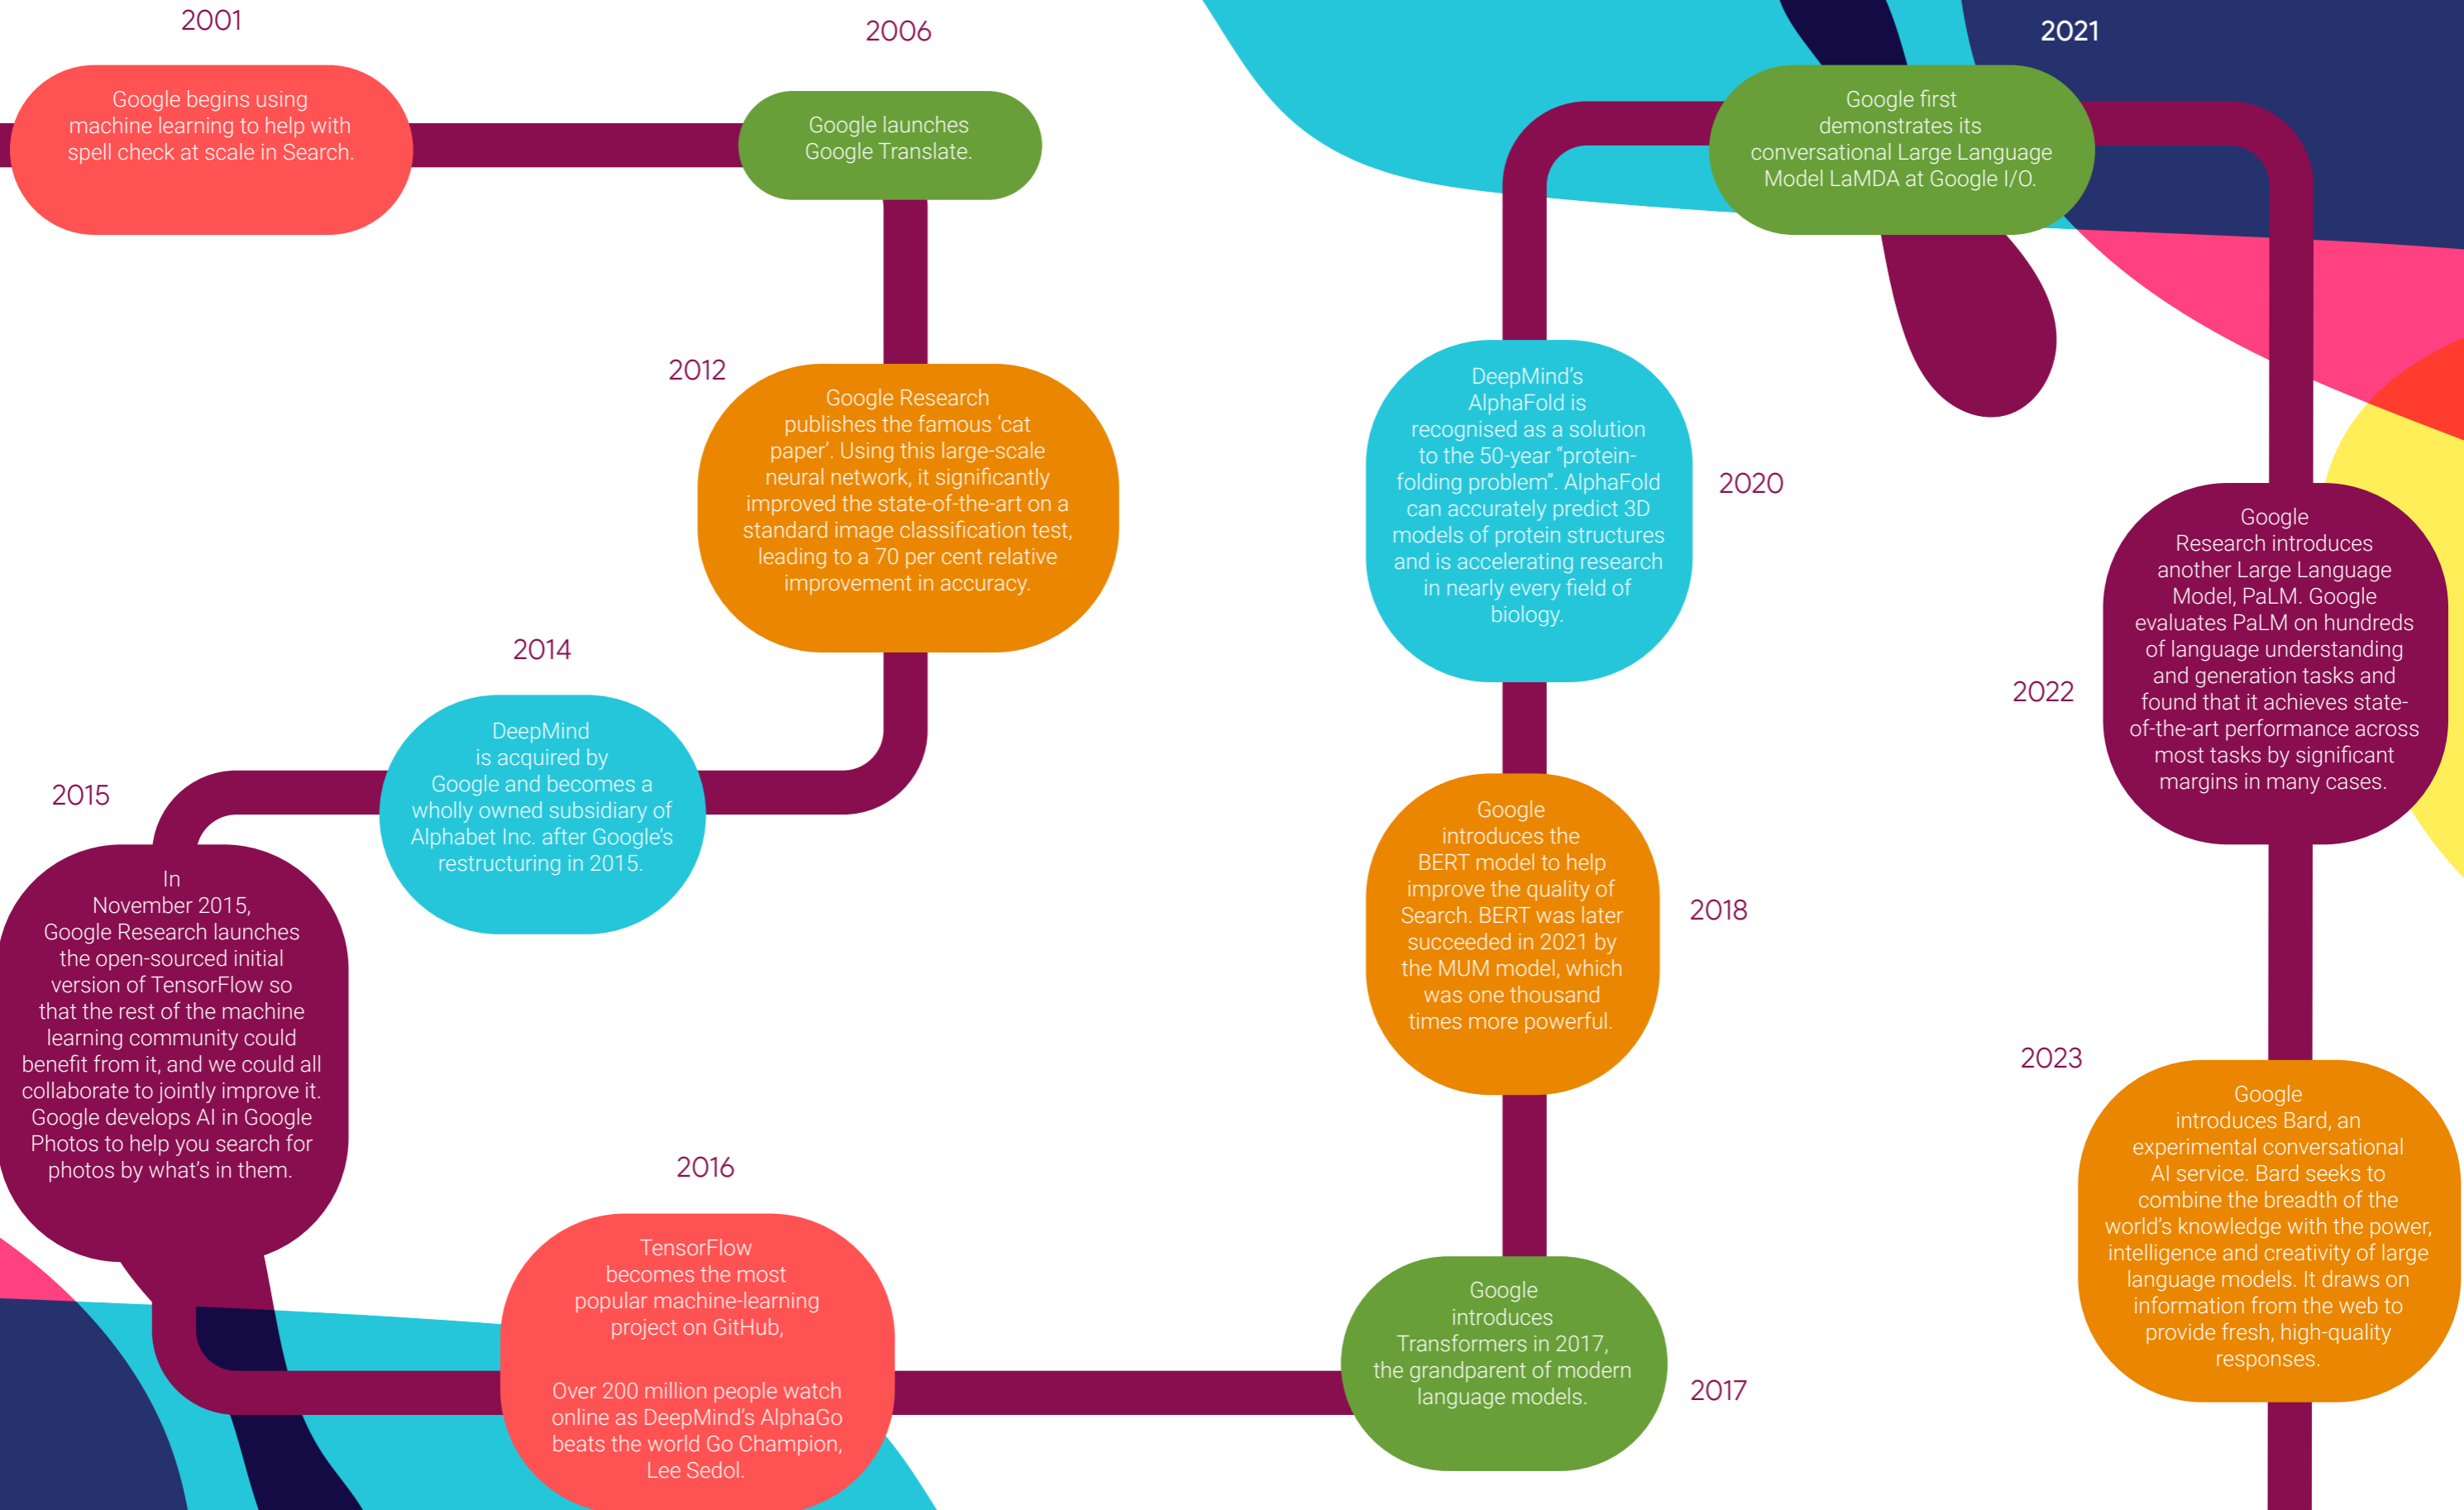 2001
Google begins using
machine learning to help with
spell check at scale in Search.
2006
Google launches
Google Translate.
2012
Google Research
publishes the famous ‘cat
paper’. Using this large-scale
neural network, it significantly
improved the state-of-the-art on a
standard image classification test,
leading to a 70 per cent relative
improvement in accuracy.
2014
DeepMind
is acquired by
Google and becomes a
wholly owned subsidiary of
Alphabet Inc. after Google’s
restructuring in 2015.
2015
In
November 2015,
Google Research launches
the open-sourced initial
version of TensorFlow so
that the rest of the machine
learning community could
benefit from it, and we could all
collaborate to jointly improve it.
Google develops AI in Google
Photos to help you search for
photos by what’s in them.
2016
TensorFlow
becomes the most
popular machine-learning
project on GitHub,
Over 200 million people watch
online as DeepMind’s AlphaGo
beats the world Go Champion,
Lee Sedol.
2017
Google
introduces
Transformers in 2017,
the grandparent of modern
language models.
2018
Google
introduces the
BERT model to help
improve the quality of
Search. BERT was later
succeeded in 2021 by
the MUM model, which
was one thousand
times more powerful.
2020
DeepMind’s
AlphaFold is
recognised as a solution
to the 50-year “protein-
folding problem”. AlphaFold
can accurately predict 3D
models of protein structures
and is accelerating research
in nearly every field of
biology.
2021
Google first
demonstrates its
conversational Large Language
Model LaMDA at Google I/O.
2022
Google
Research introduces
another Large Language
Model, PaLM. Google
evaluates PaLM on hundreds
of language understanding
and generation tasks and
found that it achieves state-
of-the-art performance across
most tasks by significant
margins in many cases.
2023
Google
introduces Bard, an
experimental conversational
AI service. Bard seeks to
combine the breadth of the
world’s knowledge with the power,
intelligence and creativity of large
language models. It draws on
information from the web to
provide fresh, high-quality
responses.